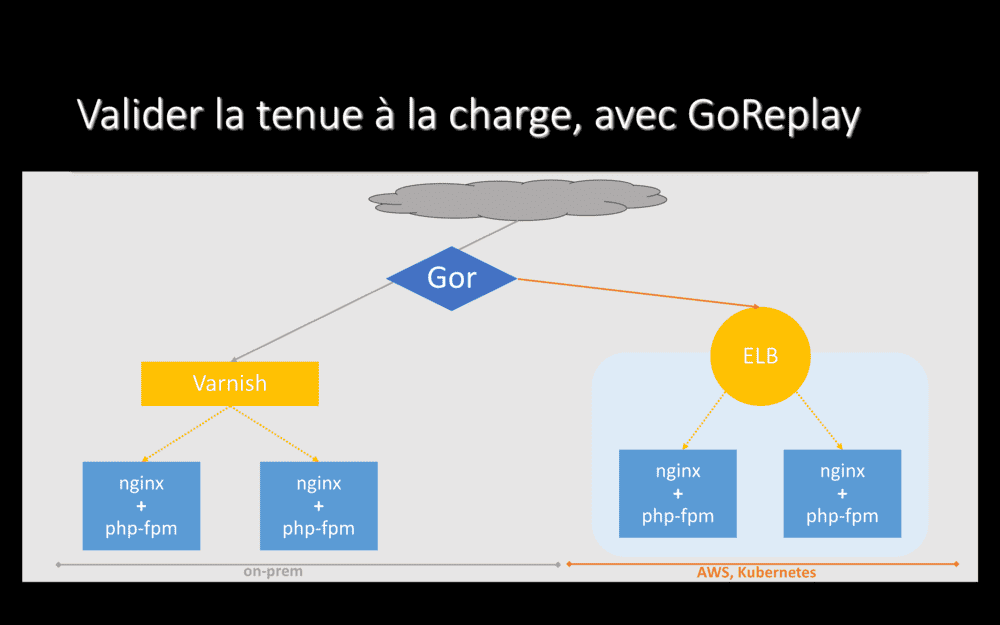 Valider la tenue à la charge, avec GoReplay
Gor
ELB
Varnish
nginx
+
php-fpm
nginx
+
php-fpm
nginx
+
php-fpm
nginx
+
php-fpm
on-prem
AWS, Kubernetes